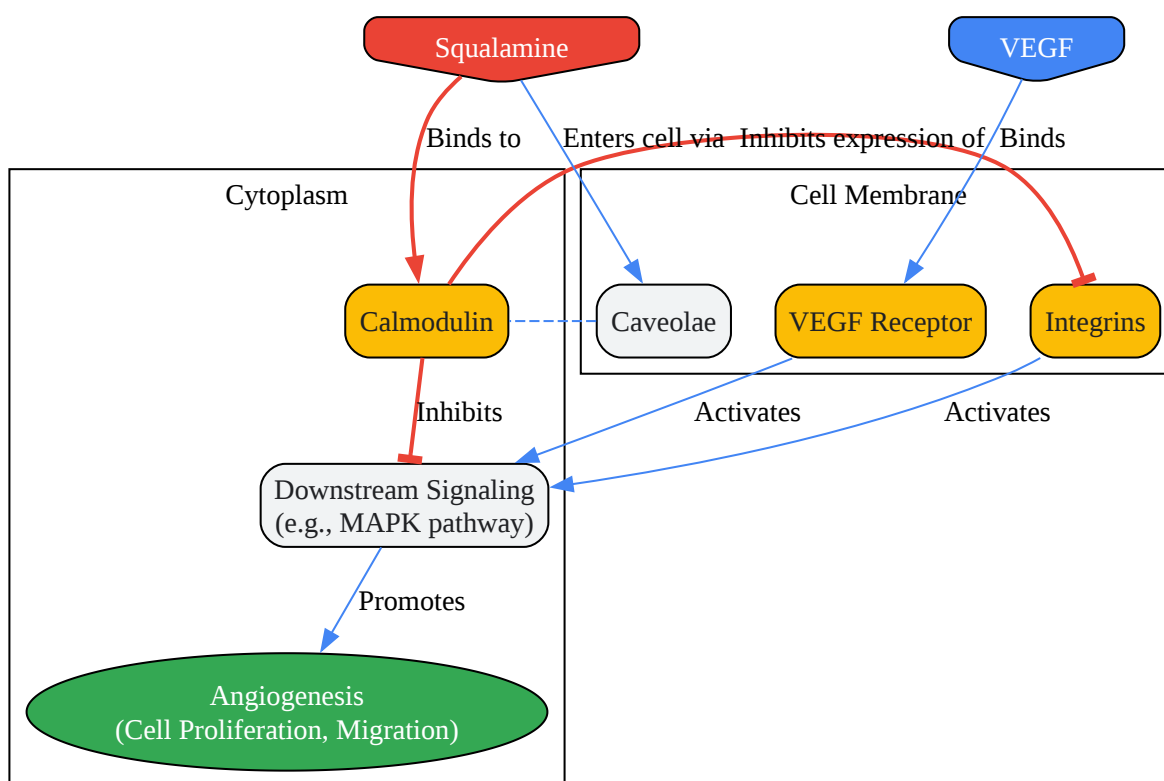 Squalamine
VEGF
Binds to
Enters cell via
Inhibits expression of
Binds
Cytoplasm
Cell Membrane
Calmodulin
Caveolae
VEGF Receptor
Integrins
Inhibits
Activates
Activates
Downstream Signaling
(e.g., MAPK pathway)
Promotes
Angiogenesis
(Cell Proliferation, Migration)